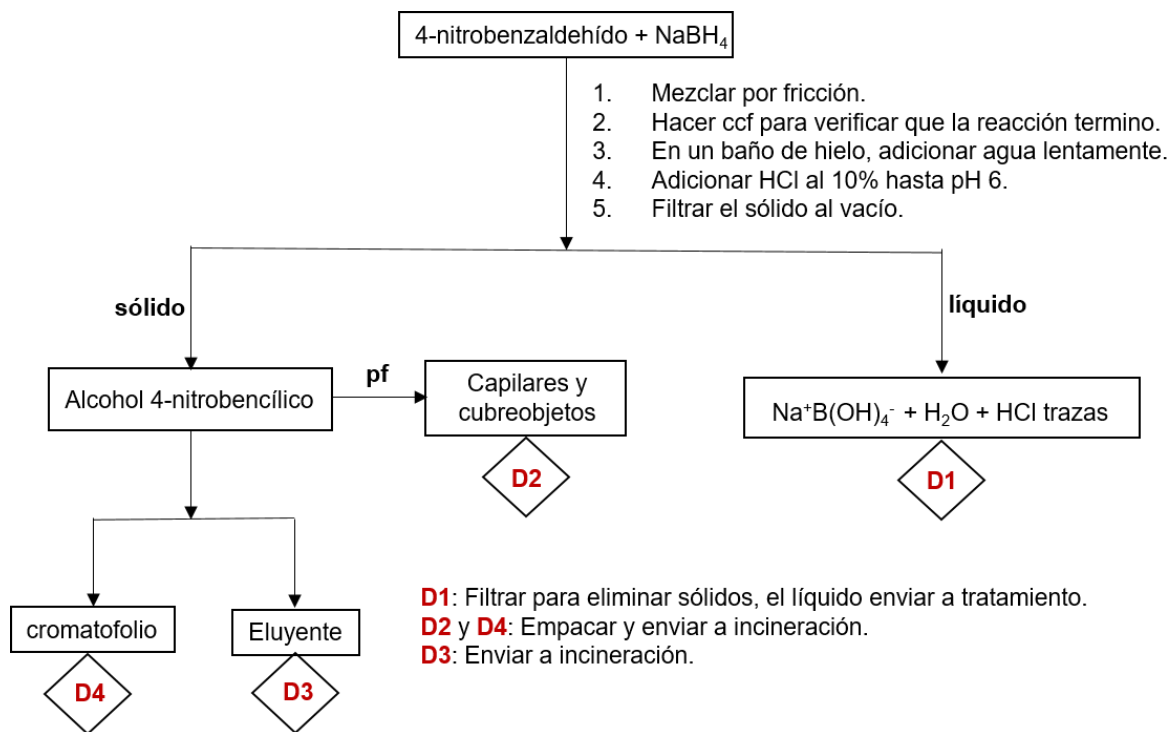 4-nitrobenzaldehído + NaBH₄
1. Mezclar por fricción.
2. Hacer ccf para verificar que la reacción termino.
3. En un baño de hielo, adicionar agua lentamente.
4. Adicionar HCl al 10% hasta pH 6.
5. Filtrar el sólido al vacío.
sólido
líquido
Alcohol 4-nitrobencílico
pf
Capilares y
cubreobjetos
D2
Na⁺B(OH)₄⁻ + H₂O + HCl trazas
D1
cromatofolio
D4
Eluyente
D3
D1: Filtrar para eliminar sólidos, el líquido enviar a tratamiento.
D2 y D4: Empacar y enviar a incineración.
D3: Enviar a incineración.